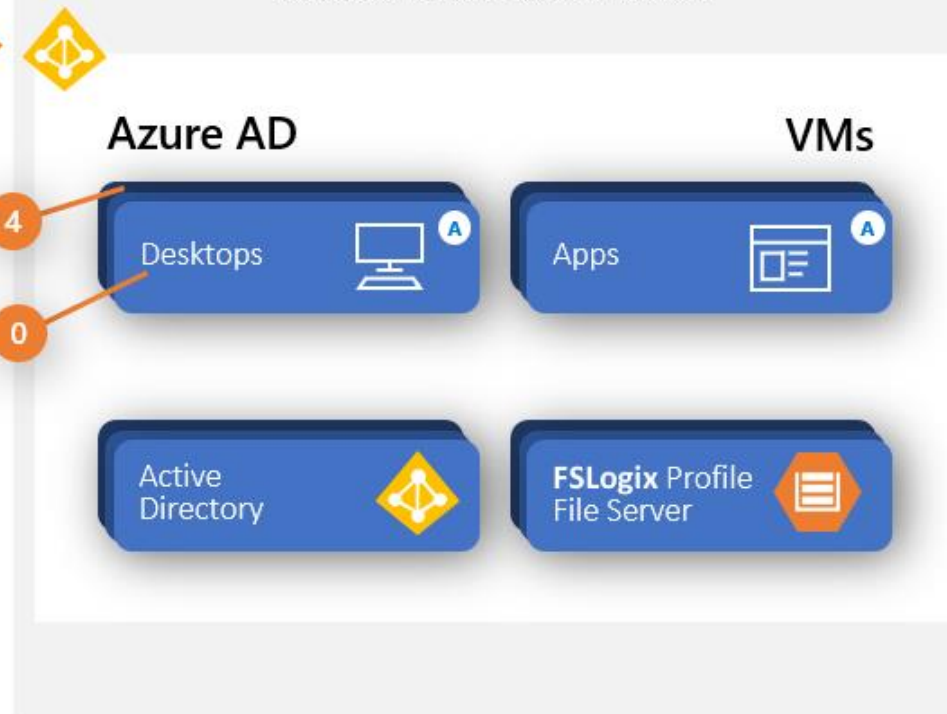 Azure AD
VMs
4
Desktops
A
Apps
A
0
Active
Directory
FSLogix Profile
File Server